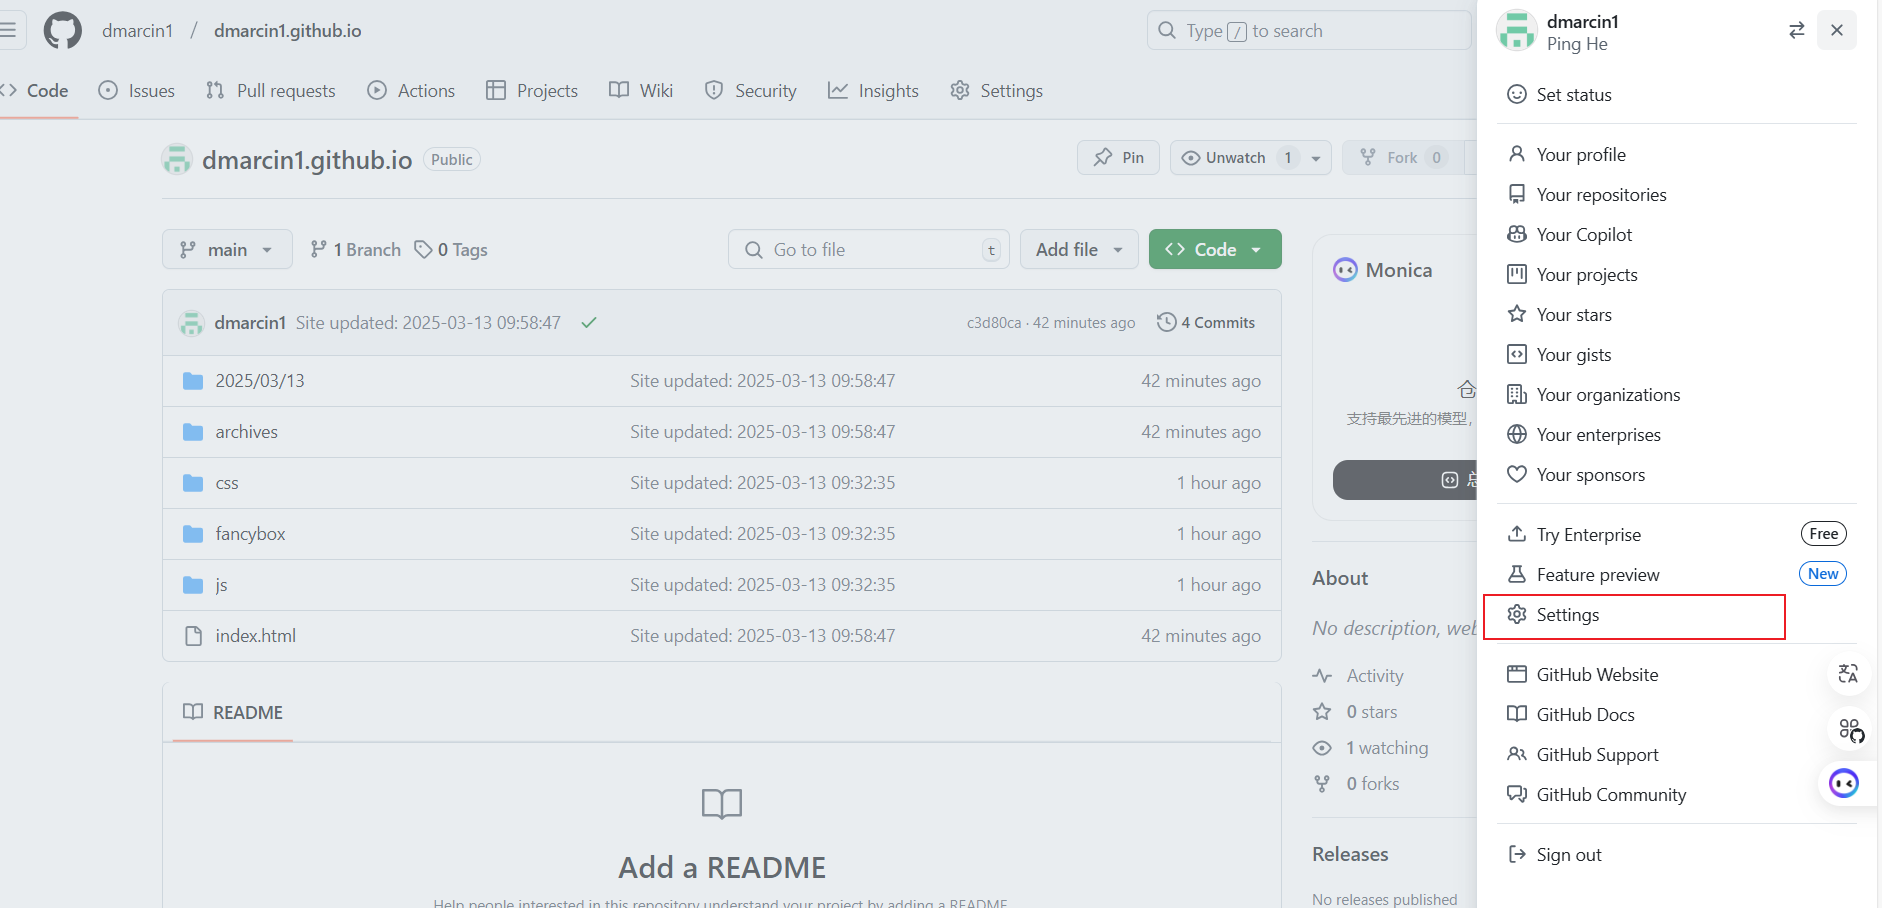 dmarcin1 / dmarcin1.github.io
Type / to search
Code
Issues
Pull requests
Actions
Projects
Wiki
Security
Insights
Settings
dmarcin1.github.io Public
Pin
Unwatch 1
Fork 0
main
1 Branch
0 Tags
Go to file t
Add file
Code
dmarcin1 Site updated: 2025-03-13 09:58:47
c3d80ca · 42 minutes ago
4 Commits
2025/03/13 Site updated: 2025-03-13 09:58:47 42 minutes ago
archives Site updated: 2025-03-13 09:58:47 42 minutes ago
css Site updated: 2025-03-13 09:32:35 1 hour ago
fancybox Site updated: 2025-03-13 09:32:35 1 hour ago
js Site updated: 2025-03-13 09:32:35 1 hour ago
index.html Site updated: 2025-03-13 09:58:47 42 minutes ago
README
Add a README
Help people interested in this repository understand your project by adding a README.
Monica
仓
支持最先进的模型，
About
No description, web
Activity
0 stars
1 watching
0 forks
Releases
No releases published
dmarcin1
Ping He
Set status
Your profile
Your repositories
Your Copilot
Your projects
Your stars
Your gists
Your organizations
Your enterprises
Your sponsors
Try Enterprise Free
Feature preview New
Settings
GitHub Website
GitHub Docs
GitHub Support
GitHub Community
Sign out